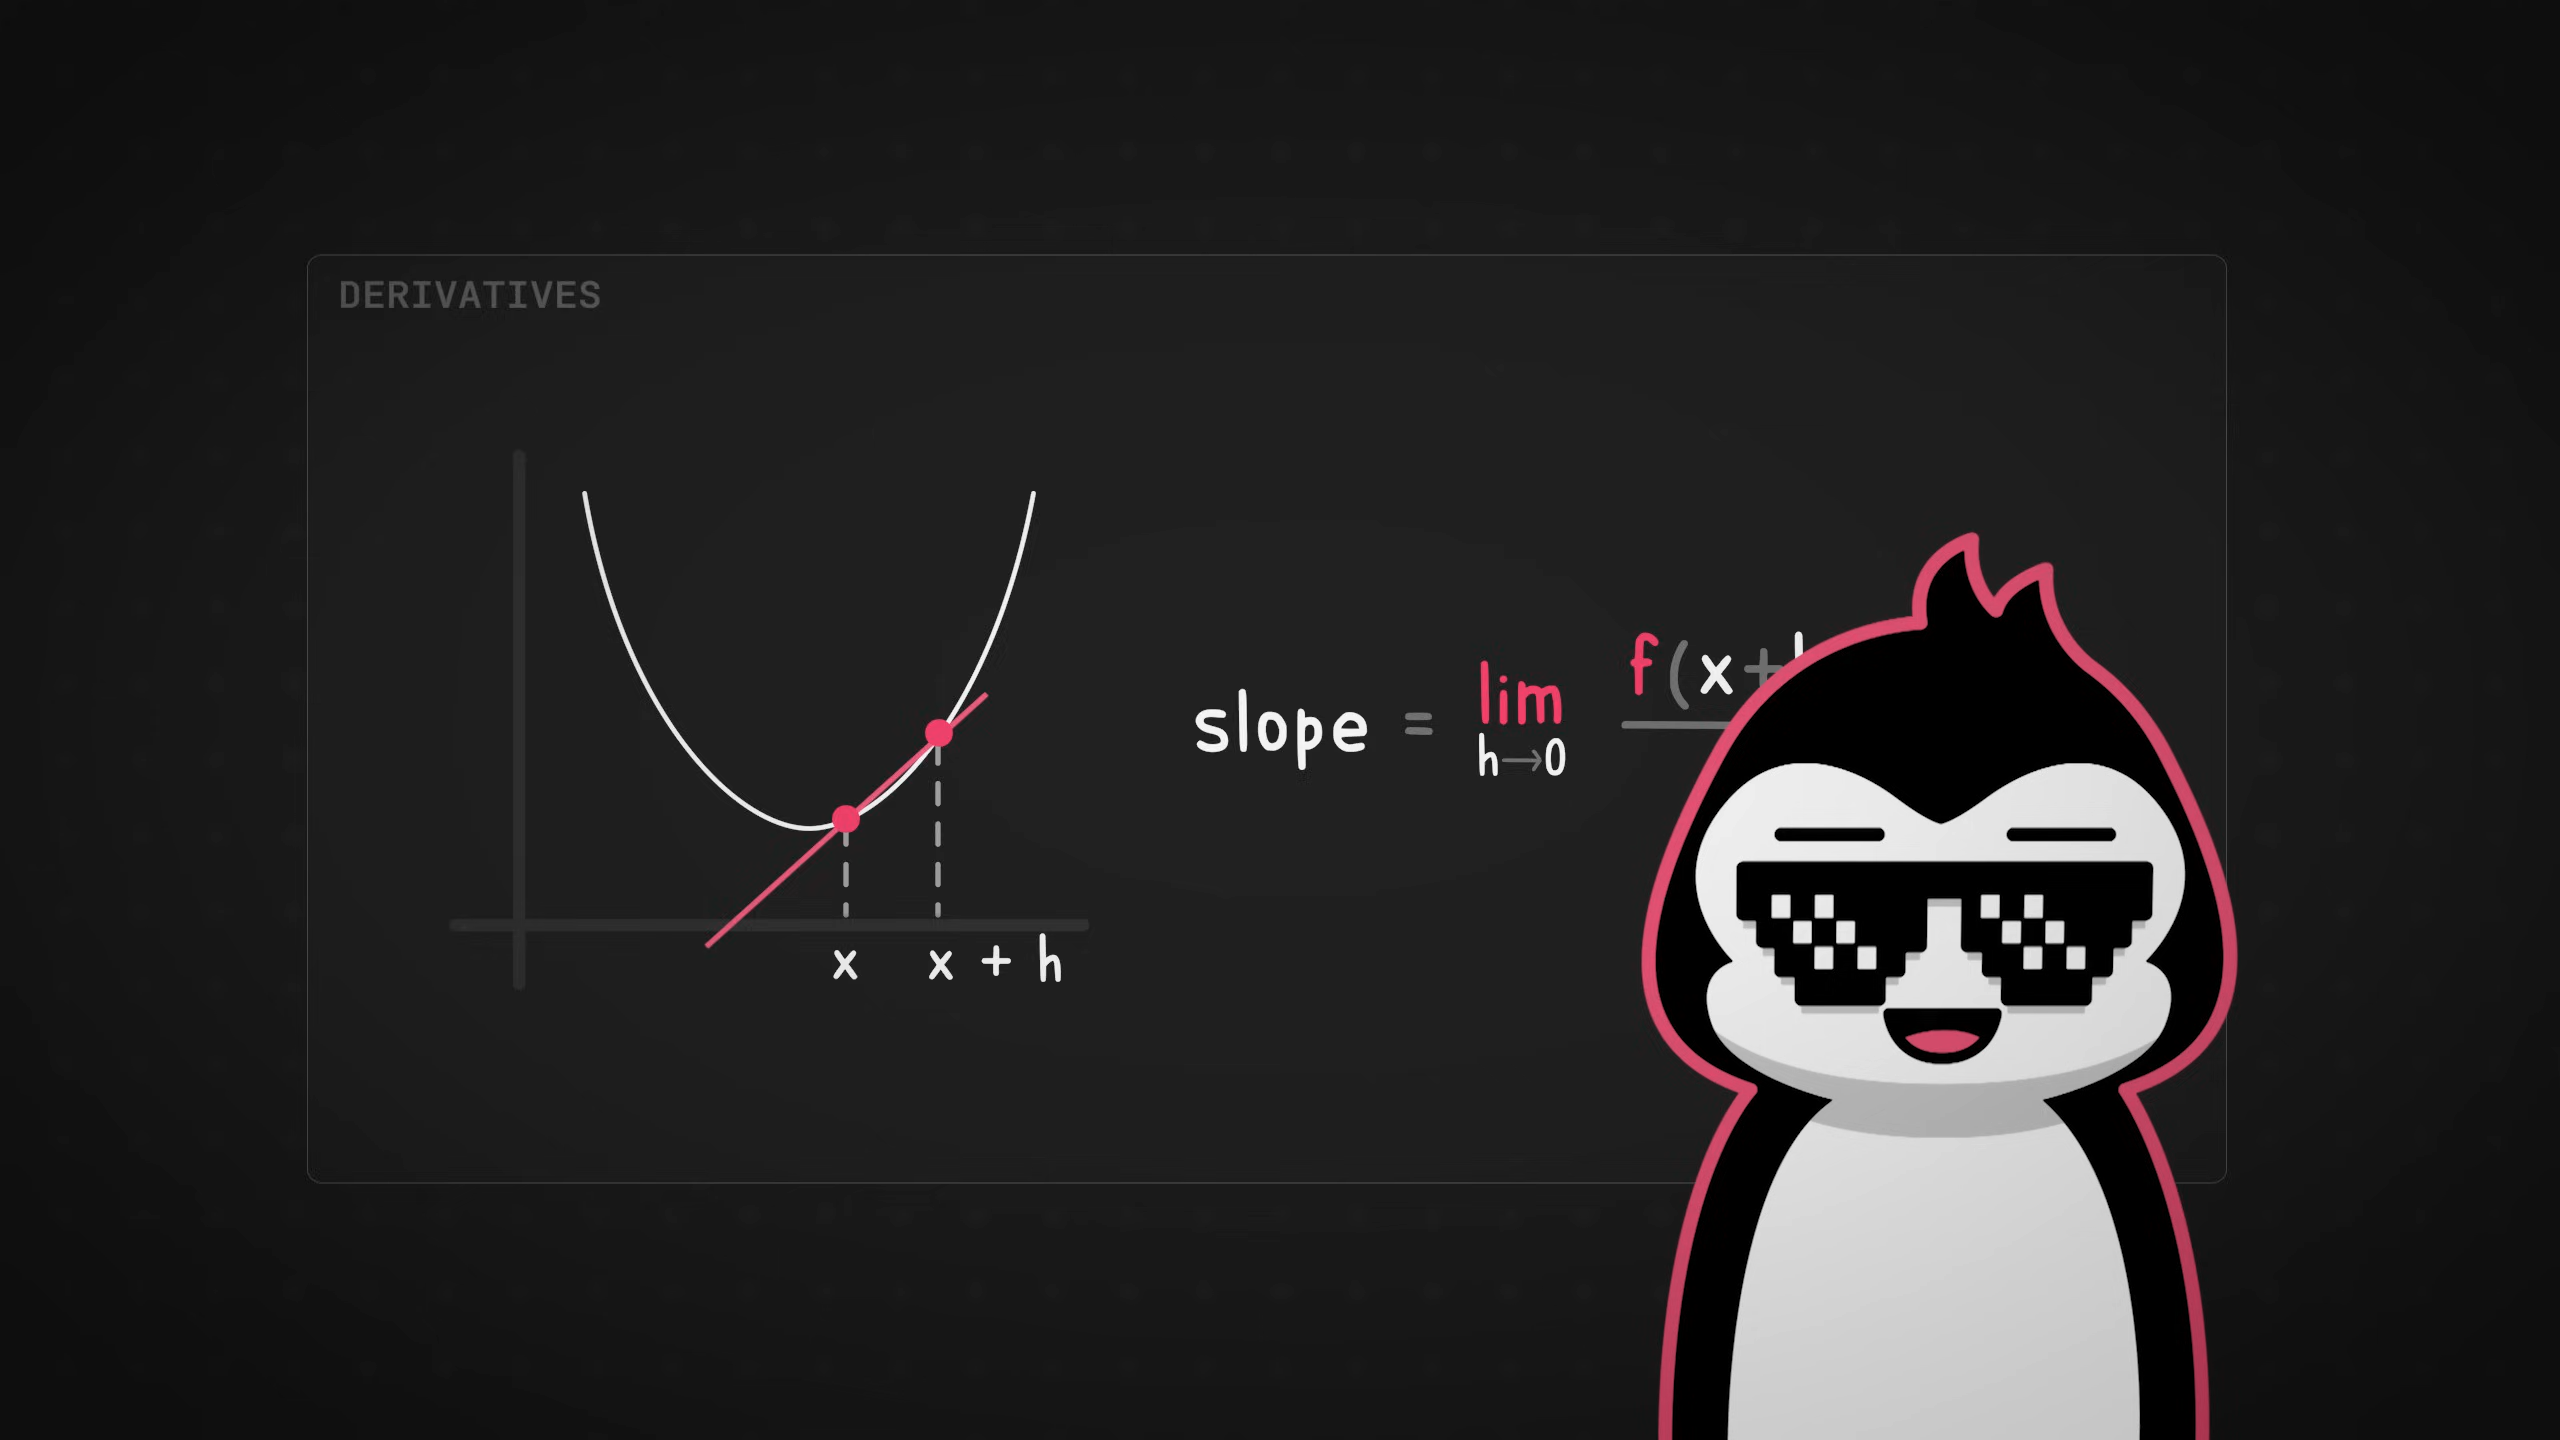 DERIVATIVES
x x + h
slope = lim f(x+
h→0